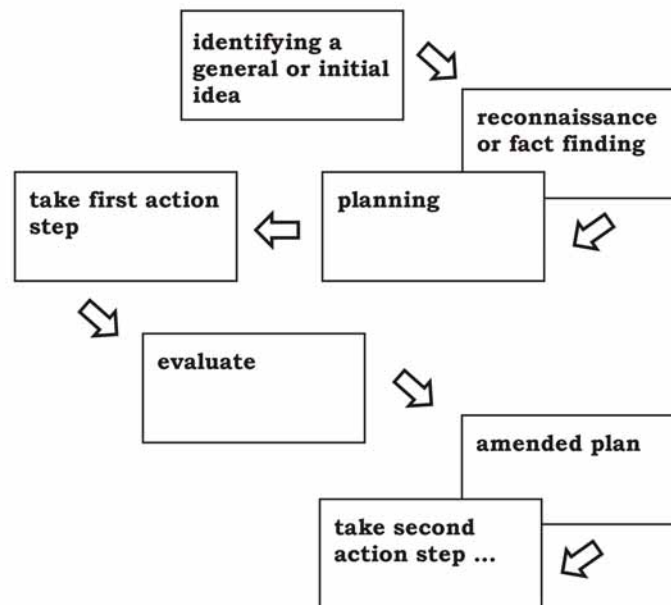 identifying a
general or initial
idea
reconnaissance
or fact finding
planning
take first action
step
evaluate
amended plan
take second
action step ...